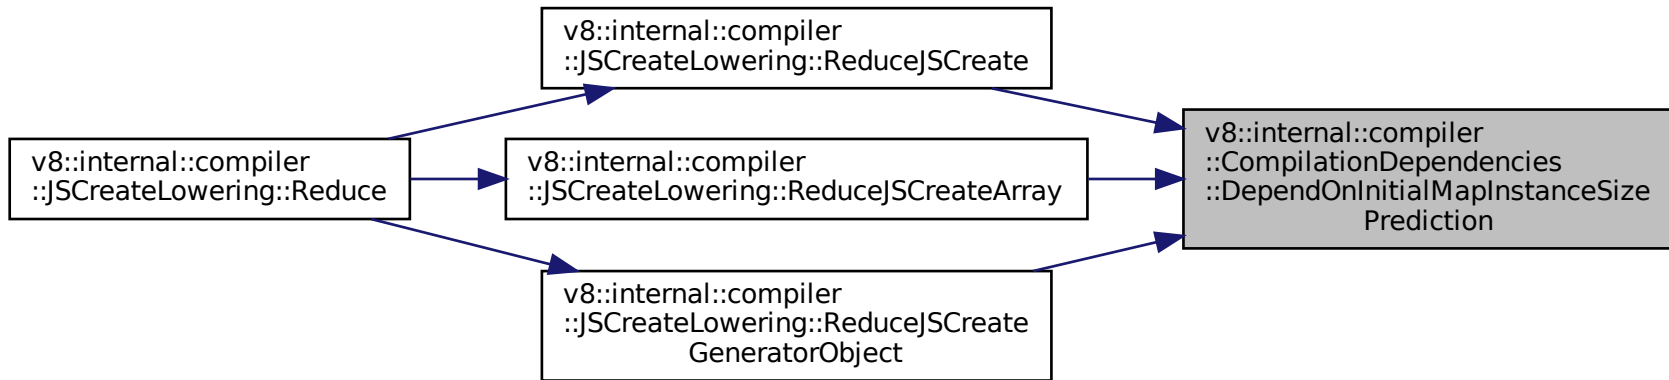 v8::internal::compiler
::JSCreateLowering::ReduceJSCreate
v8::internal::compiler
::JSCreateLowering::Reduce
v8::internal::compiler
::JSCreateLowering::ReduceJSCreateArray
v8::internal::compiler
::JSCreateLowering::ReduceJSCreate
GeneratorObject
v8::internal::compiler
::CompilationDependencies
::DependOnInitialMapInstanceSize
Prediction